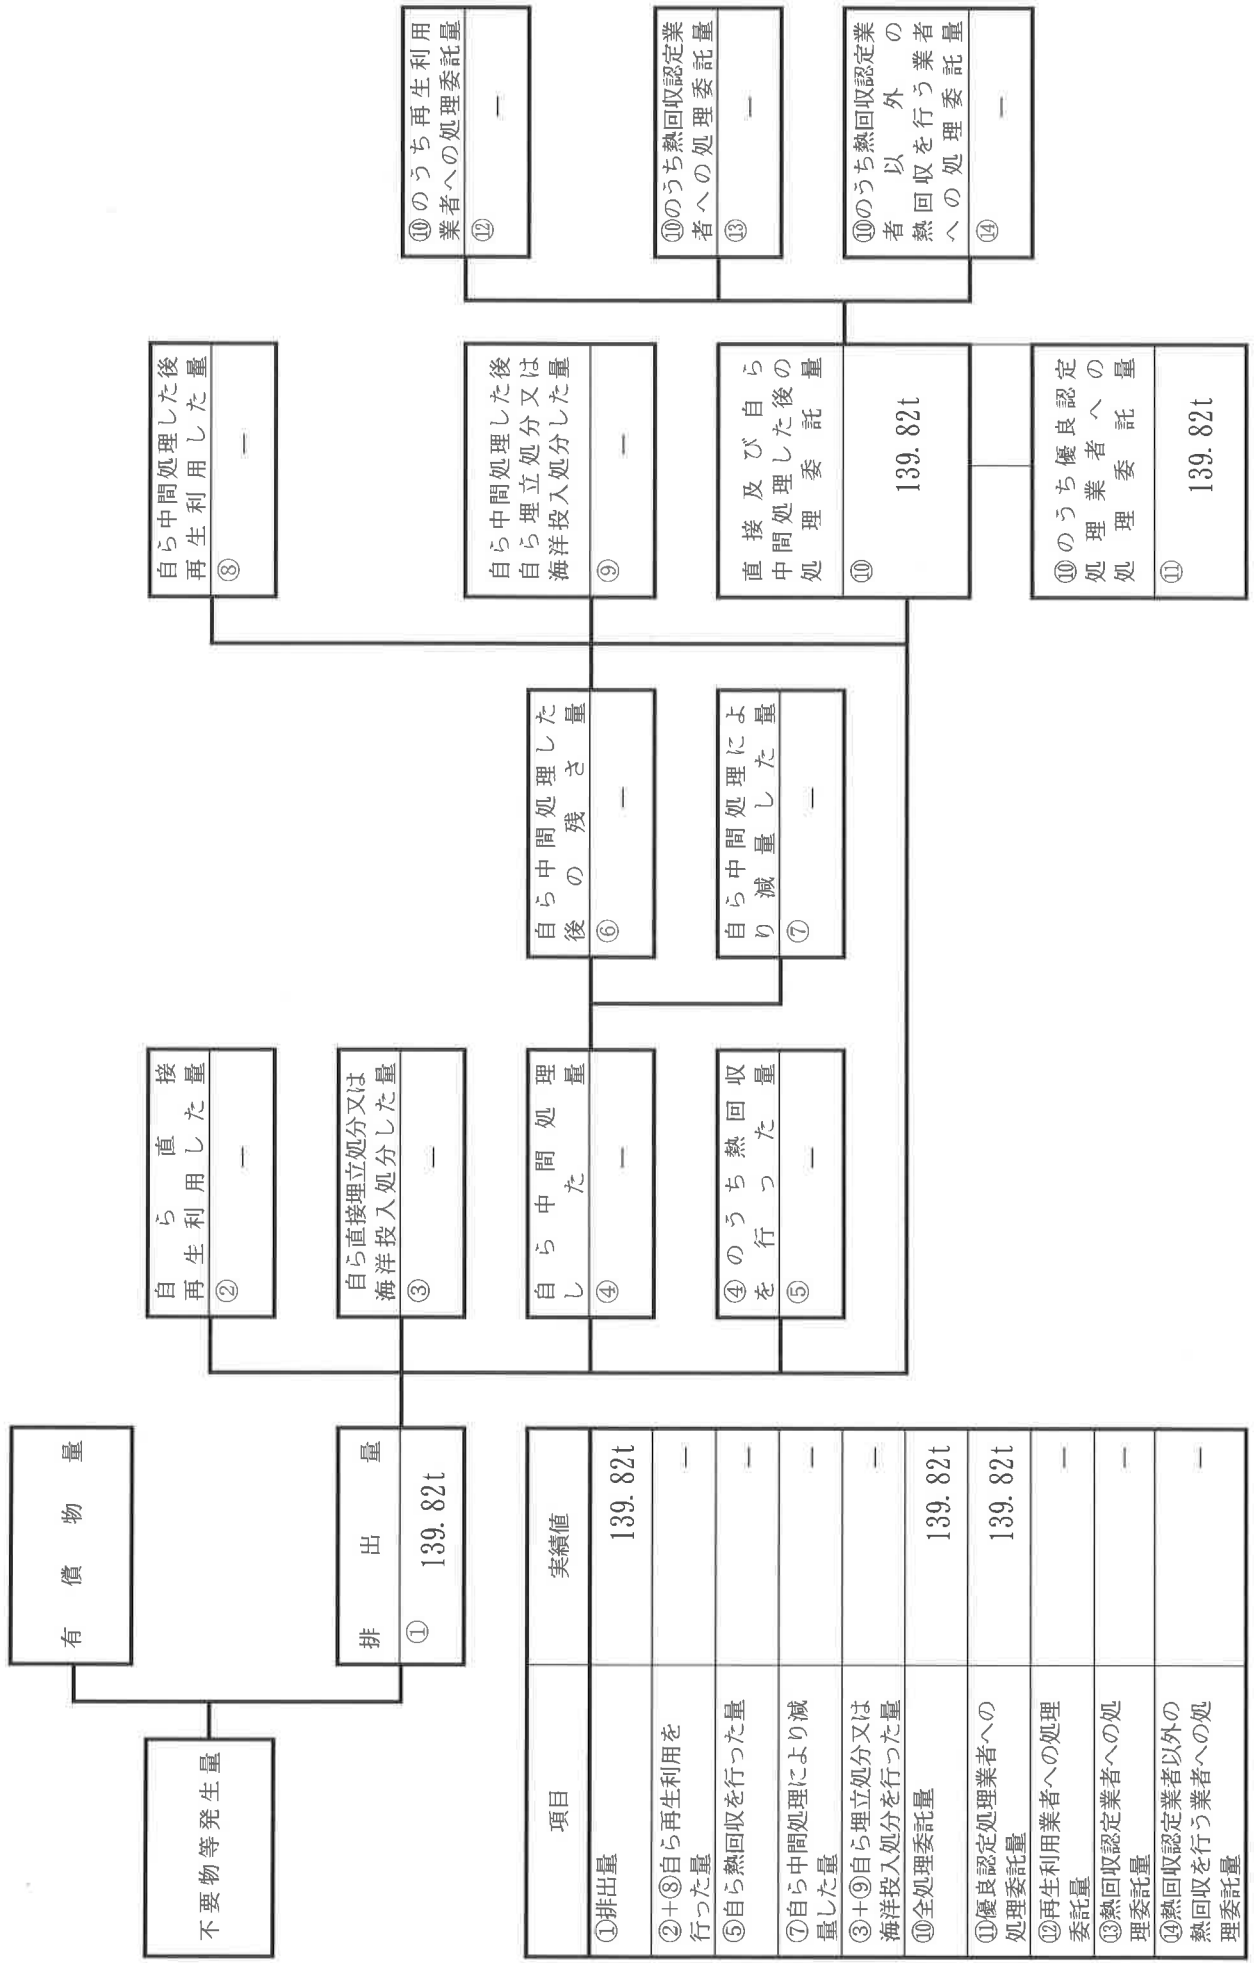 不要物等発生量
有償物量
排出量
① 139.82t
自ら直接
再生利用した量
② －
自ら直接埋立処分又は
海洋投入処分した量
③ －
自ら中間処理
した量
④ －
④のうち熱回収
を行った量
⑤ －
自ら中間処理した
後の残さ量
⑥ －
自ら中間処理によ
り減量した量
⑦ －
自ら中間処理した後
再生利用した量
⑧ －
自ら中間処理した後
自ら埋立処分又は
海洋投入処分した量
⑨ －
直接及び自ら
中間処理した後の
処理委託量
⑩ 139.82t
⑩のうち優良認定
処理業者への
処理委託量
⑪ 139.82t
⑩のうち再生利用
業者への処理委託量
⑫ －
⑩のうち熱回収認定業
者への処理委託量
⑬ －
⑩のうち熱回収認定業
者以外の
熱回収を行う業者
への処理委託量
⑭ －
項目 実績値
①排出量 139.82t
②+⑧自ら再生利用を
行った量 －
⑤自ら熱回収を行った量 －
⑦自ら中間処理により減
量した量 －
③+⑨自ら埋立処分又は
海洋投入処分を行った量 －
⑩全処理委託量 139.82t
⑪優良認定処理業者への
処理委託量 139.82t
⑫再生利用業者への処理
委託量 －
⑬熱回収認定業者への処
理委託量 －
⑭熱回収認定業者以外の
熱回収を行う業者への処
理委託量 －